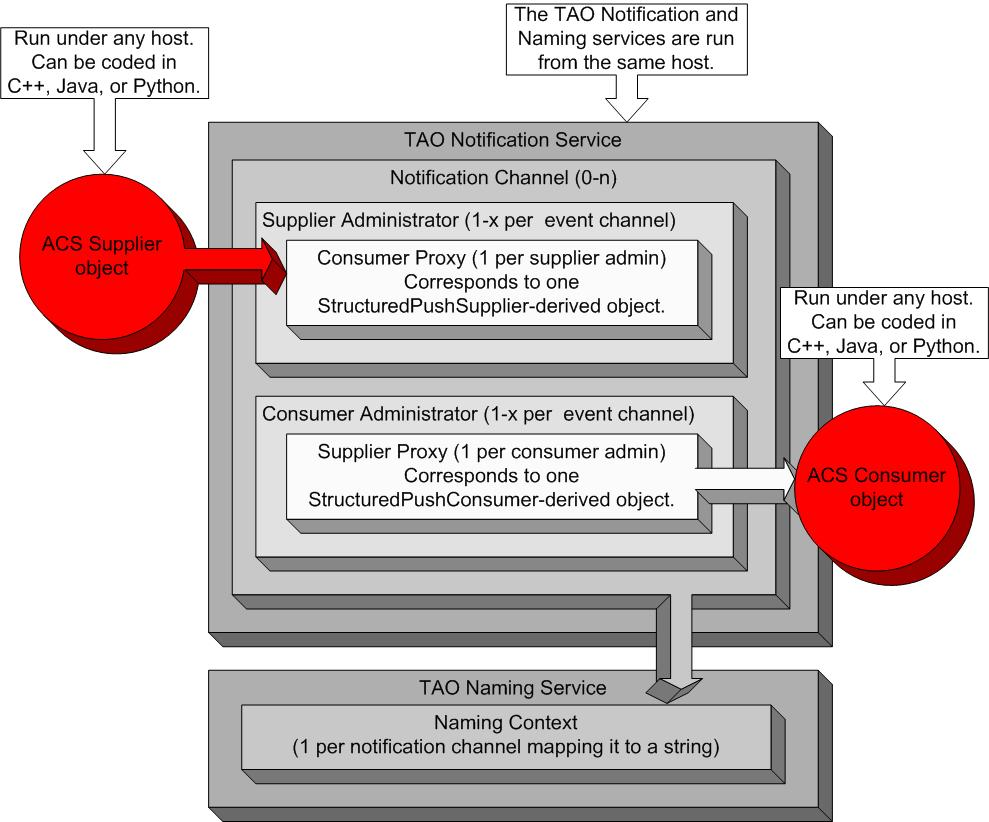 Run under any host.
Can be coded in
C++, Java, or Python.
The TAO Notification and
Naming services are run
from the same host.
TAO Notification Service
Notification Channel (0-n)
Supplier Administrator (1-x per  event channel)
Consumer Proxy (1 per supplier admin)
Corresponds to one
StructuredPushSupplier-derived object.
ACS Supplier
object
Run under any host.
Can be coded in
C++, Java, or Python.
Consumer Administrator (1-x per  event channel)
Supplier Proxy (1 per consumer admin)
Corresponds to one
StructuredPushConsumer-derived object.
ACS Consumer
object
TAO Naming Service
Naming Context
(1 per notification channel mapping it to a string)